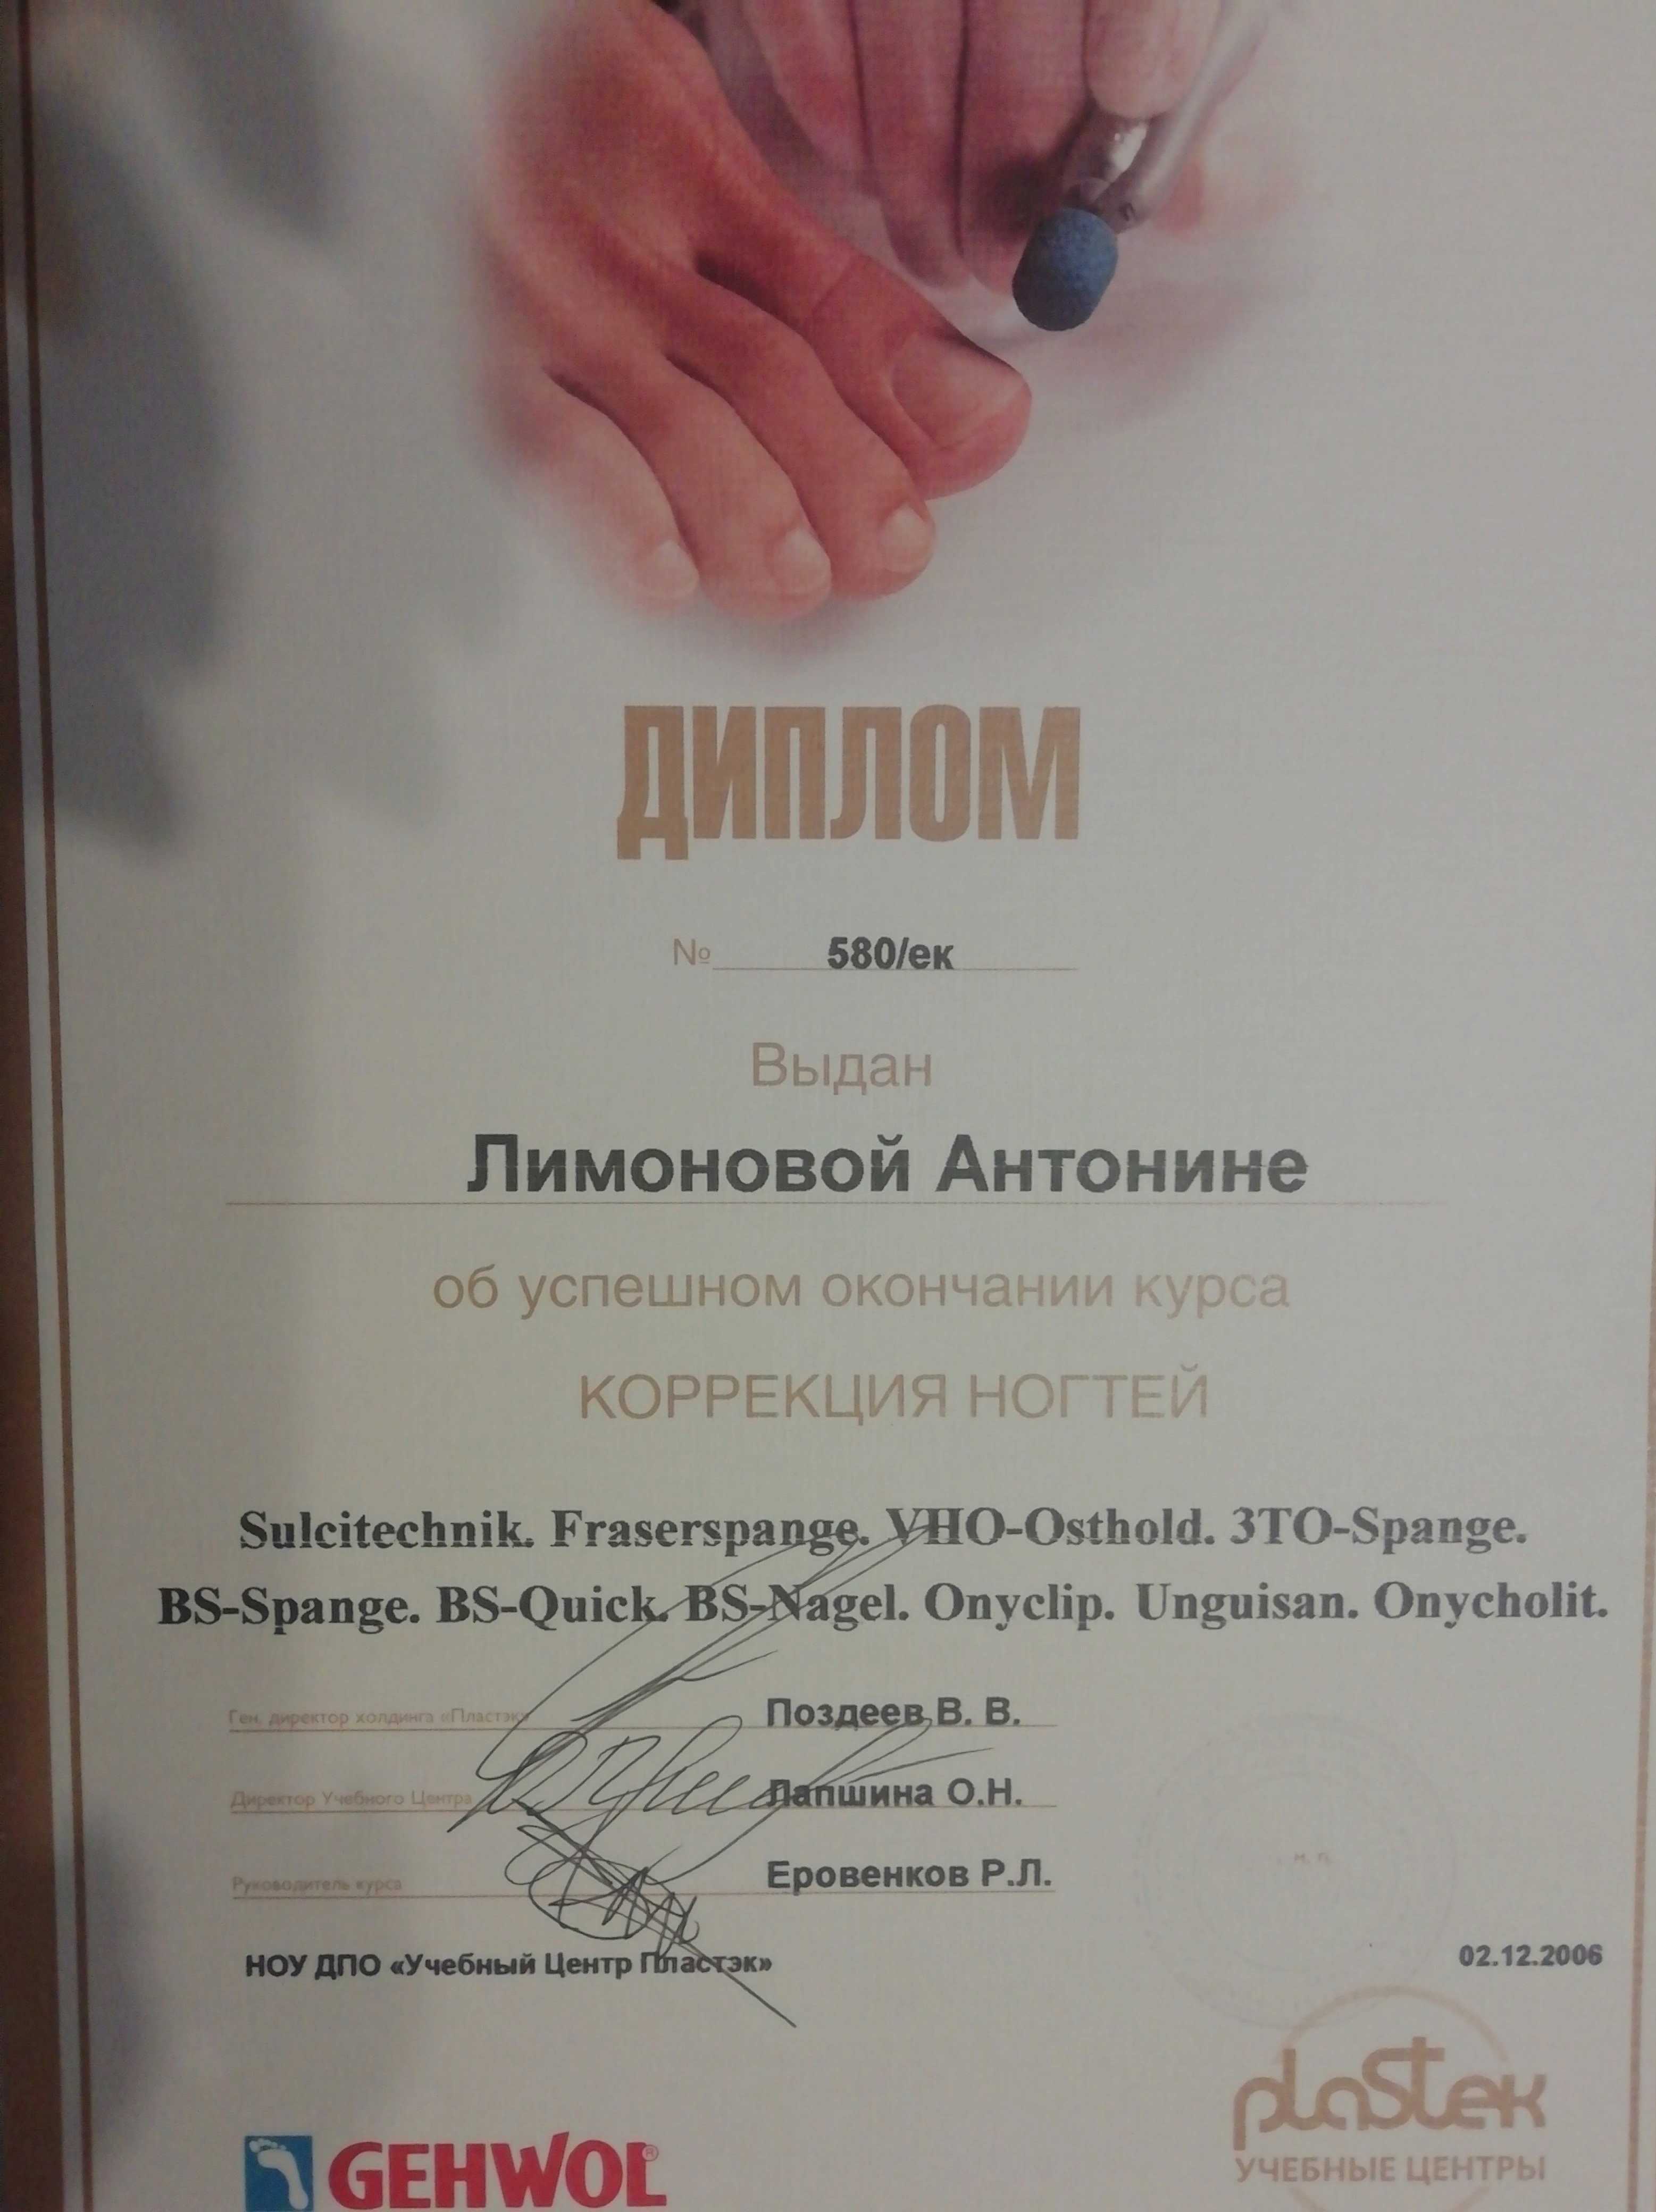 ДИПЛОМ
№ 580/ек
Выдан
Лимоновой Антонине
об успешном окончании курса
КОРРЕКЦИЯ НОГТЕЙ
Sulcitechnik. Fraserspange. VHO-Osthold. 3TO-Spange.
BS-Spange. BS-Quick. BS-Nagel. Onyclip. Unguisan. Onycholit.
Ген. директор холдинга «Пластэк» Поздеев В. В.
Директор Учебного Центра Лапшина О.Н.
Руководитель курса Еровенков Р.Л.
м. п.
НОУ ДПО «Учебный Центр Пластэк» 02.12.2006
plastek
УЧЕБНЫЕ ЦЕНТРЫ
GEHWOL®